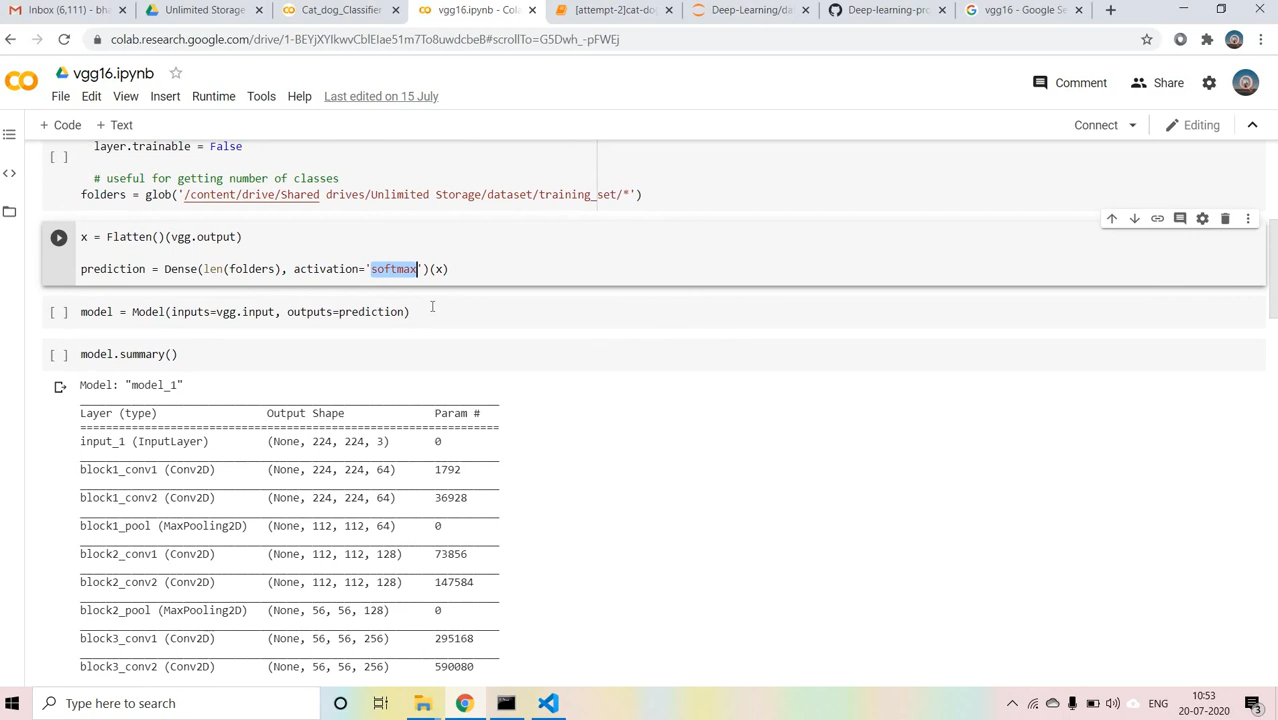 Inbox (6,111) - bha
Unlimited Storage
Cat_dog_Classifier
vgg16.ipynb - Cola
[attempt-2]cat-do
Deep-Learning/dat
Deep-learning-pro
vgg16 - Google Se
colab.research.google.com/drive/1-BEYjXYIkwvCblEIae51m7To8uwdcbeB#scrollTo=G5Dwh_-pFWEj
vgg16.ipynb
Comment
Share
File Edit View Insert Runtime Tools Help Last edited on 15 July
+ Code + Text
Connect
Editing
layer.trainable = False
[ ]
# useful for getting number of classes
folders = glob('/content/drive/Shared drives/Unlimited Storage/dataset/training_set/*')
x = Flatten()(vgg.output)
prediction = Dense(len(folders), activation='softmax')(x)
[ ] model = Model(inputs=vgg.input, outputs=prediction)
[ ] model.summary()
Model: "model_1"
Layer (type) Output Shape Param #
=================================================================
input_1 (InputLayer) (None, 224, 224, 3) 0
block1_conv1 (Conv2D) (None, 224, 224, 64) 1792
block1_conv2 (Conv2D) (None, 224, 224, 64) 36928
block1_pool (MaxPooling2D) (None, 112, 112, 64) 0
block2_conv1 (Conv2D) (None, 112, 112, 128) 73856
block2_conv2 (Conv2D) (None, 112, 112, 128) 147584
block2_pool (MaxPooling2D) (None, 56, 56, 128) 0
block3_conv1 (Conv2D) (None, 56, 56, 256) 295168
block3_conv2 (Conv2D) (None, 56, 56, 256) 590080
Type here to search
ENG
20-07-2020
3